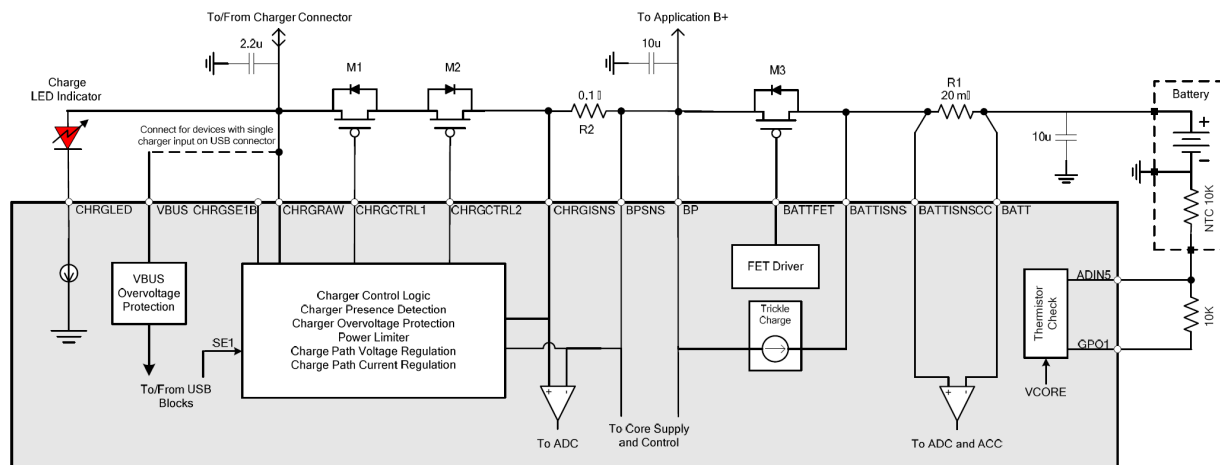 To/From Charger Connector
To Application B+
2.2u
10u
M1
M2
M3
0.1▯
R2
R1
20 m▯
Battery
+
-
Charge
LED Indicator
Connect for devices with single
charger input on USB connector
10u
NTC 10K
CHRGLED
VBUS
CHRGSE1B
CHRGRAW
CHRGCTRL1
CHRGCTRL2
CHRGISNS
BPSNS
BP
BATTFET
BATTISNS
BATTISNSCC
BATT
VBUS
Overvoltage
Protection
Charger Control Logic
Charger Presence Detection
Charger Overvoltage Protection
Power Limiter
Charge Path Voltage Regulation
Charge Path Current Regulation
SE1
FET Driver
Trickle
Charge
Thermistor
Check
ADIN5
10K
GPO1
VCORE
To/From USB
Blocks
+ -
To ADC
To Core Supply
and Control
+ -
To ADC and ACC